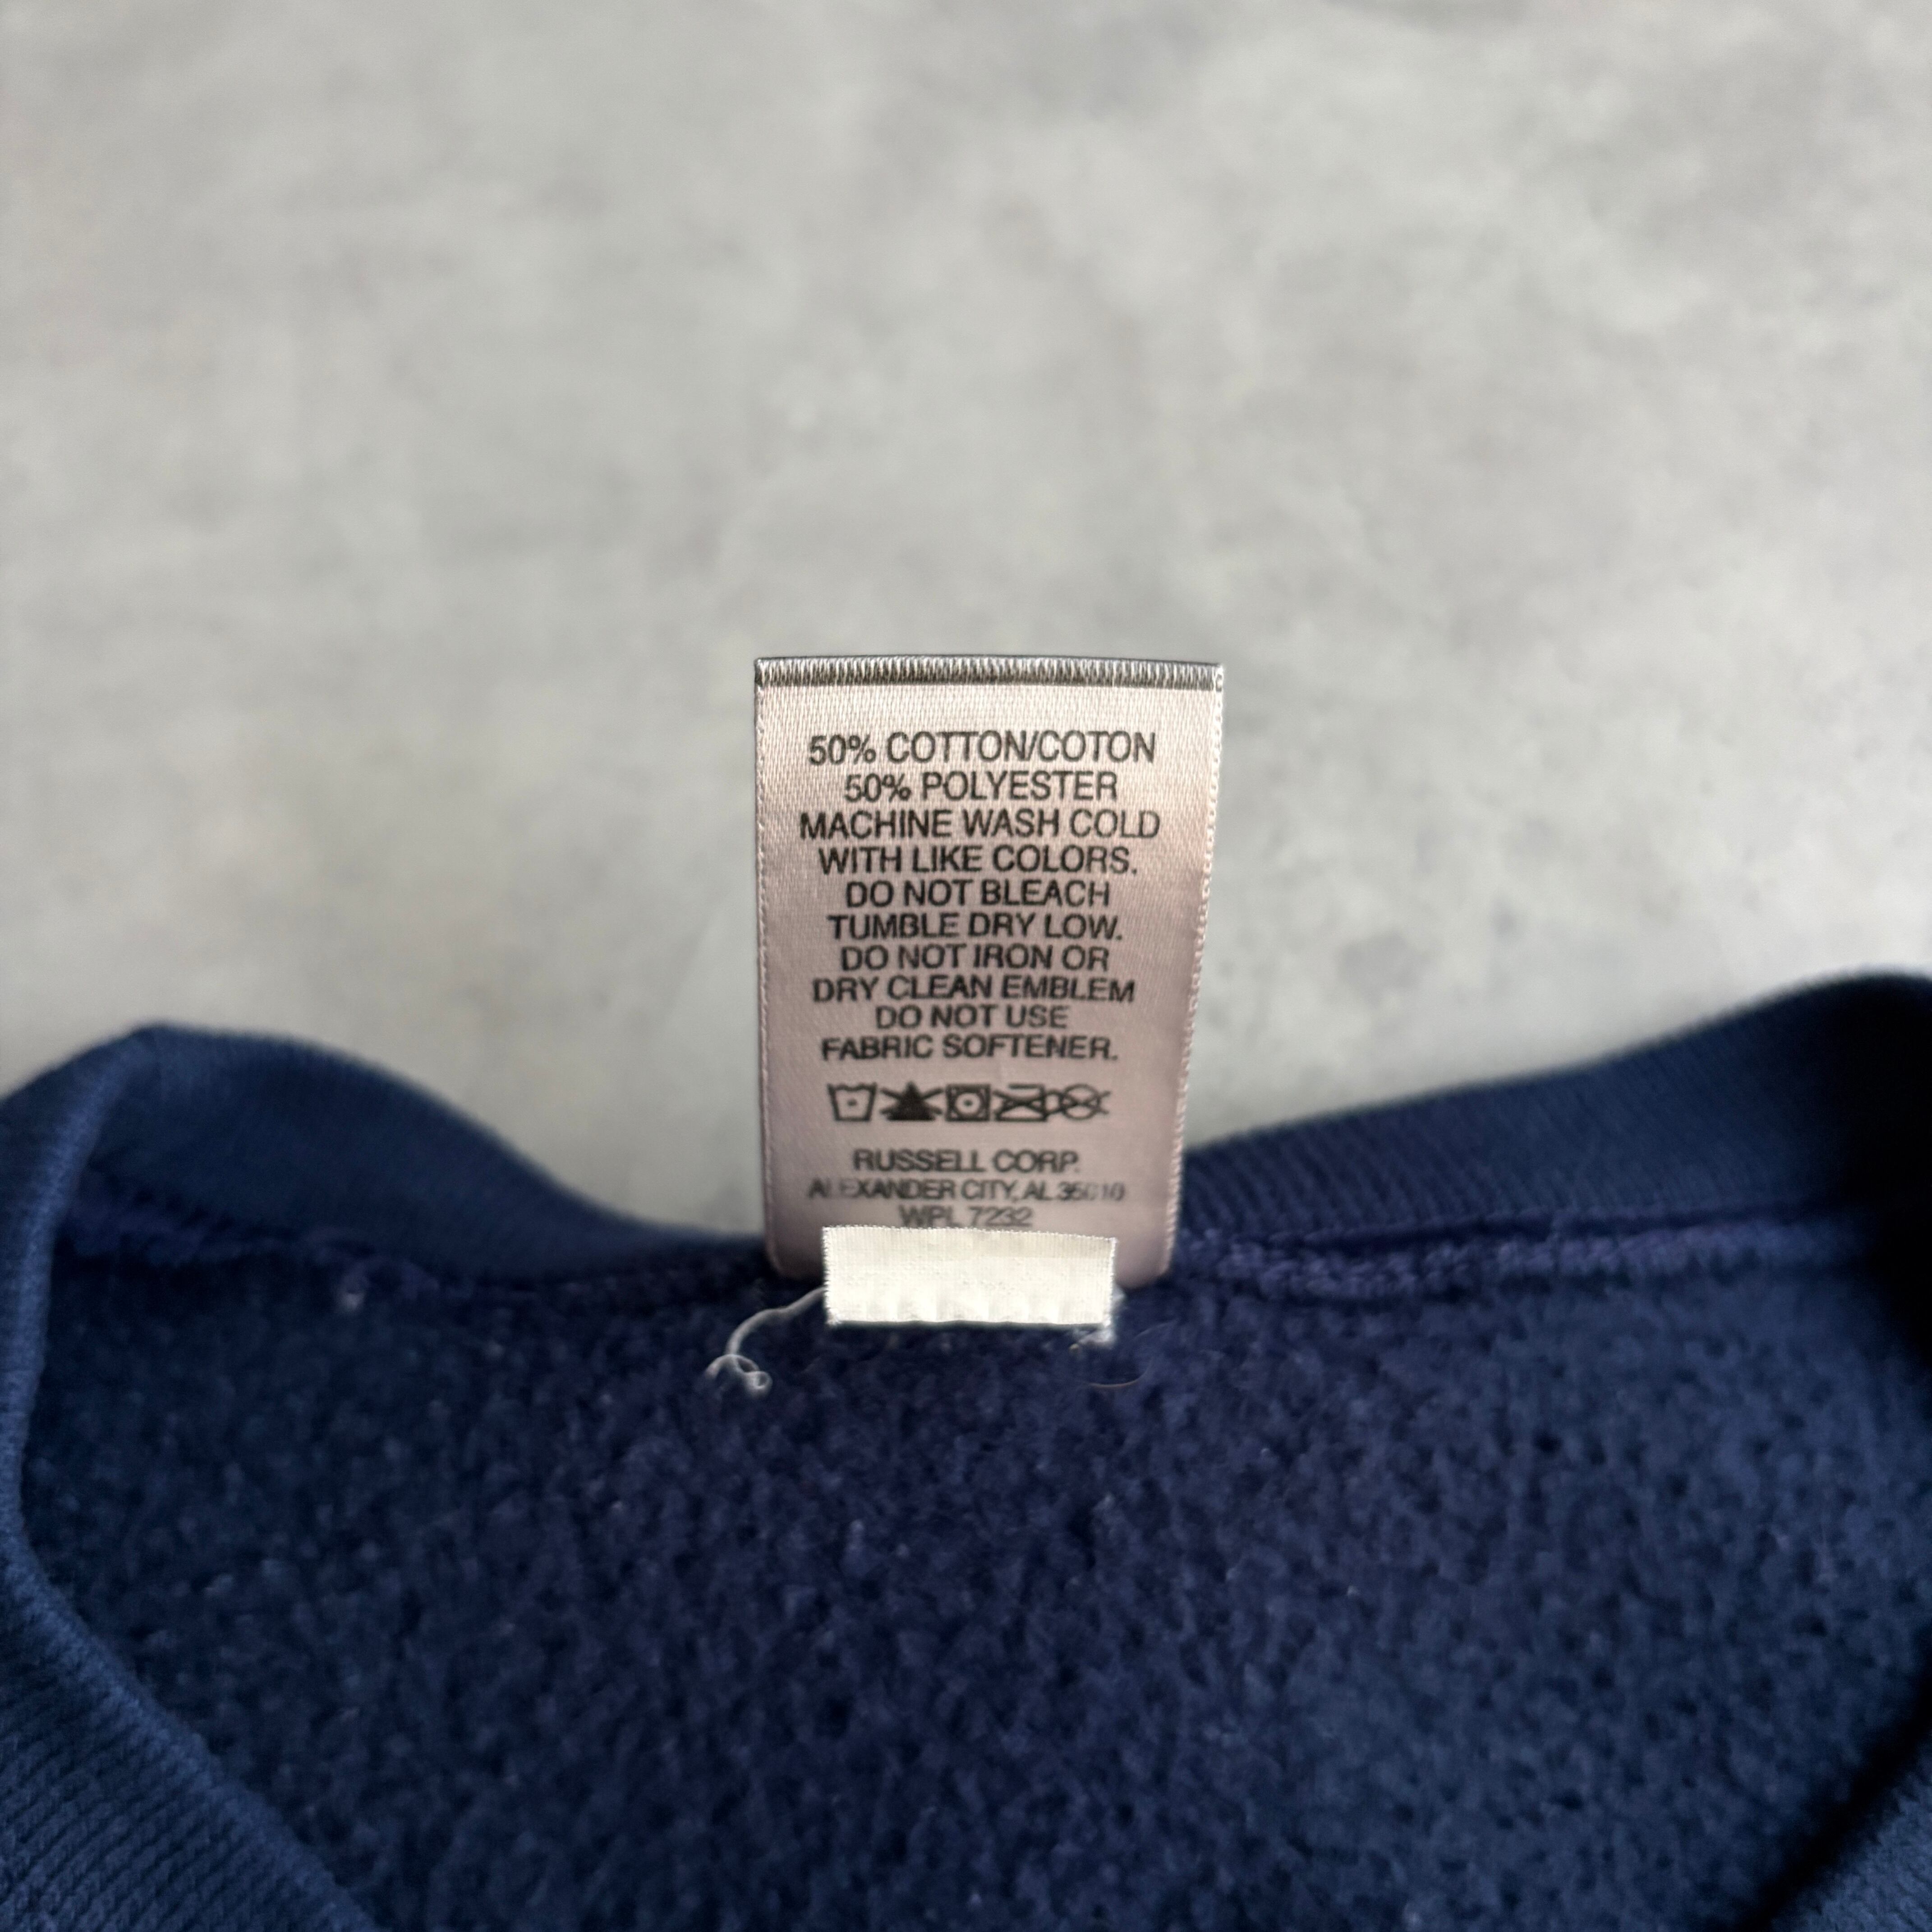 50% COTTON/COTON
50% POLYESTER
MACHINE WASH COLD
WITH LIKE COLORS.
DO NOT BLEACH
TUMBLE DRY LOW.
DO NOT IRON OR
DRY CLEAN EMBLEM
DO NOT USE
FABRIC SOFTENER.
RUSSELL CORP.
ALEXANDER CITY, AL 35010
WPL 7232